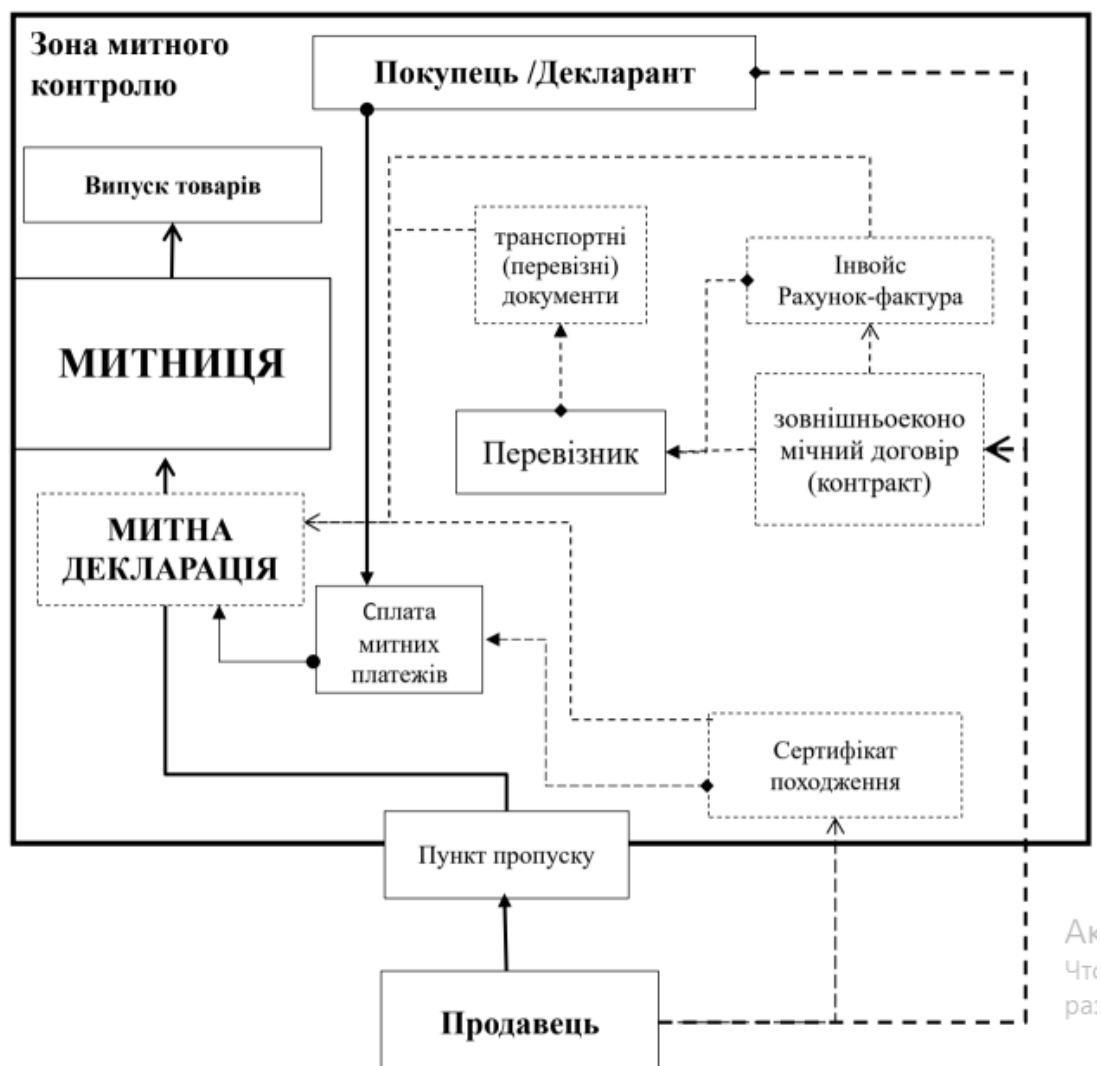 Зона митного
контролю
Покупець /Декларант
Випуск товарів
транспортні
(перевізні)
документи
Інвойс
Рахунок-фактура
МИТНИЦЯ
Перевізник
зовнішньоеконо
мічний договір
(контракт)
МИТНА
ДЕКЛАРАЦІЯ
Сплата
митних
платежів
Сертифікат
походження
Пункт пропуску
Продавець